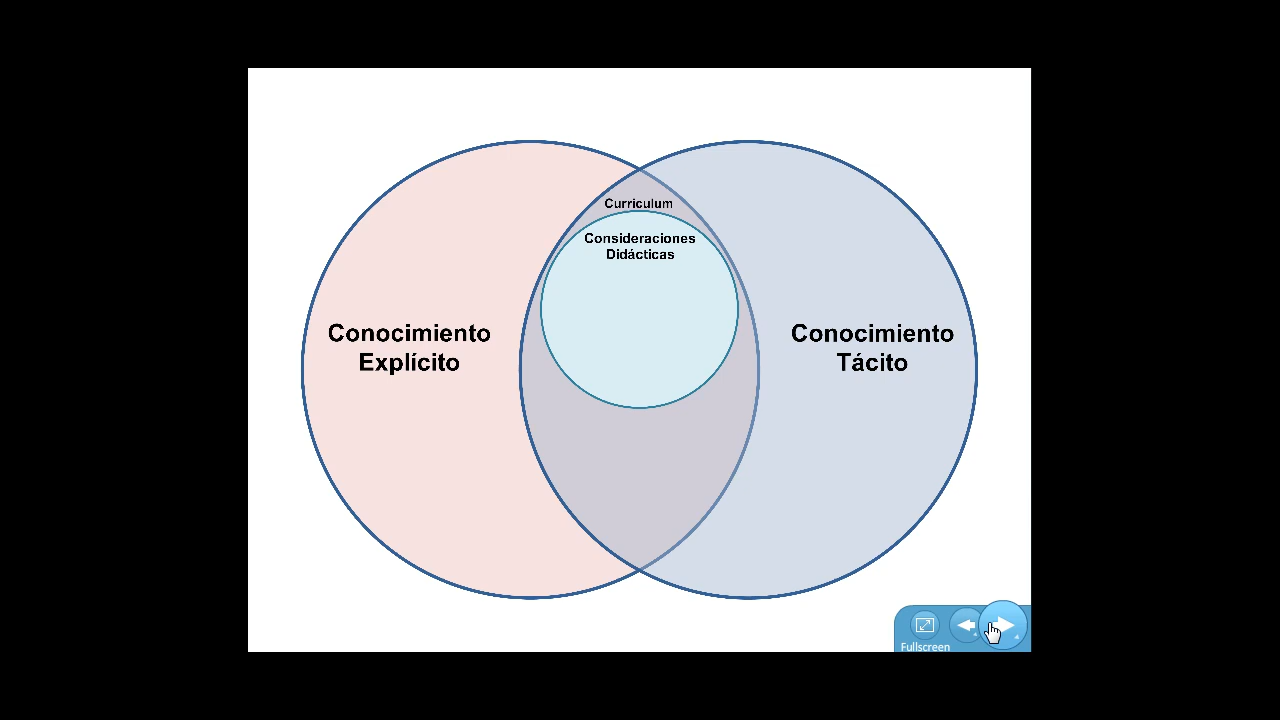 Curriculum
Consideraciones
Didácticas
Conocimiento
Explícito
Conocimiento
Tácito
Fullscreen